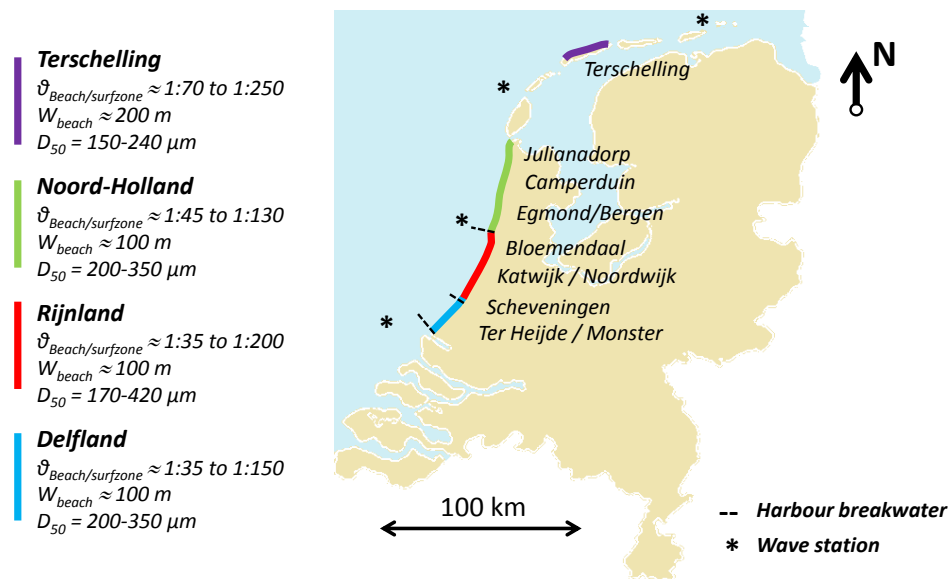 Terschelling
ϑBeach/surfzone ≈ 1:70 to 1:250
Wbeach ≈ 200 m
D50 = 150-240 µm
Noord-Holland
ϑBeach/surfzone ≈ 1:45 to 1:130
Wbeach ≈ 100 m
D50 = 200-350 µm
Rijnland
ϑBeach/surfzone ≈ 1:35 to 1:200
Wbeach ≈ 100 m
D50 = 170-420 µm
Delfland
ϑBeach/surfzone ≈ 1:35 to 1:150
Wbeach ≈ 100 m
D50 = 200-350 µm
N
Terschelling
Julianadorp
Camperduin
Egmond/Bergen
Bloemendaal
Katwijk / Noordwijk
Scheveningen
Ter Heijde / Monster
100 km
-- Harbour breakwater
* Wave station